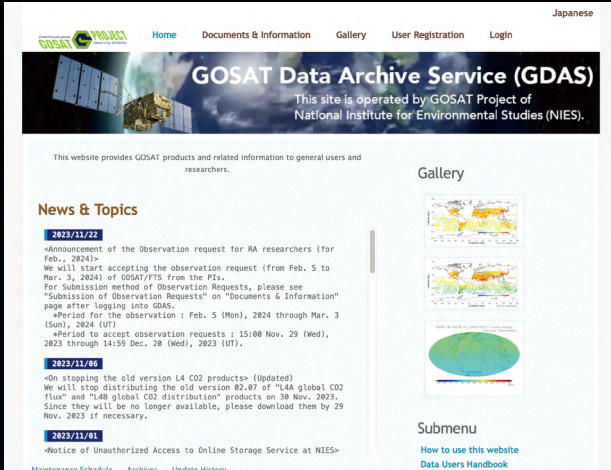 Japanese
GOSAT PROJECT
Home Documents & Information Gallery User Registration Login
GOSAT Data Archive Service (GDAS)
This site is operated by GOSAT Project of
National Institute for Environmental Studies (NIES).
This website provides GOSAT products and related information to general users and
researchers.
Gallery
News & Topics
2023/11/22
<Announcement of the Observation request for RA researchers (for
Feb., 2024)>
We will start accepting the observation request (from Feb. 5 to
Mar. 3, 2024) of GOSAT/FTS from the PIs.
For Submission method of Observation Requests, please see
"Submission of Observation Requests" on "Documents & Information"
page after logging into GDAS.
*Period for the observation : Feb. 5 (Mon), 2024 through Mar. 3
(Sun), 2024 (UT)
*Period to accept observation requests : 15:00 Nov. 29 (Wed),
2023 through 14:59 Dec. 20 (Wed), 2023 (UT).
2023/11/06
<On stopping the old version L4 CO2 products> (Updated)
We will stop distributing the old version 02.07 of "L4A global CO2
flux" and "L4B global CO2 distribution" products on 30 Nov. 2023.
Since they will be no longer available, please download them by 29
Nov. 2023 if necessary.
2023/11/01
<Notice of Unauthorized Access to Online Storage Service at NIES>
Maintenance Schedule Archives Update History
Submenu
How to use this website
Data Users Handbook